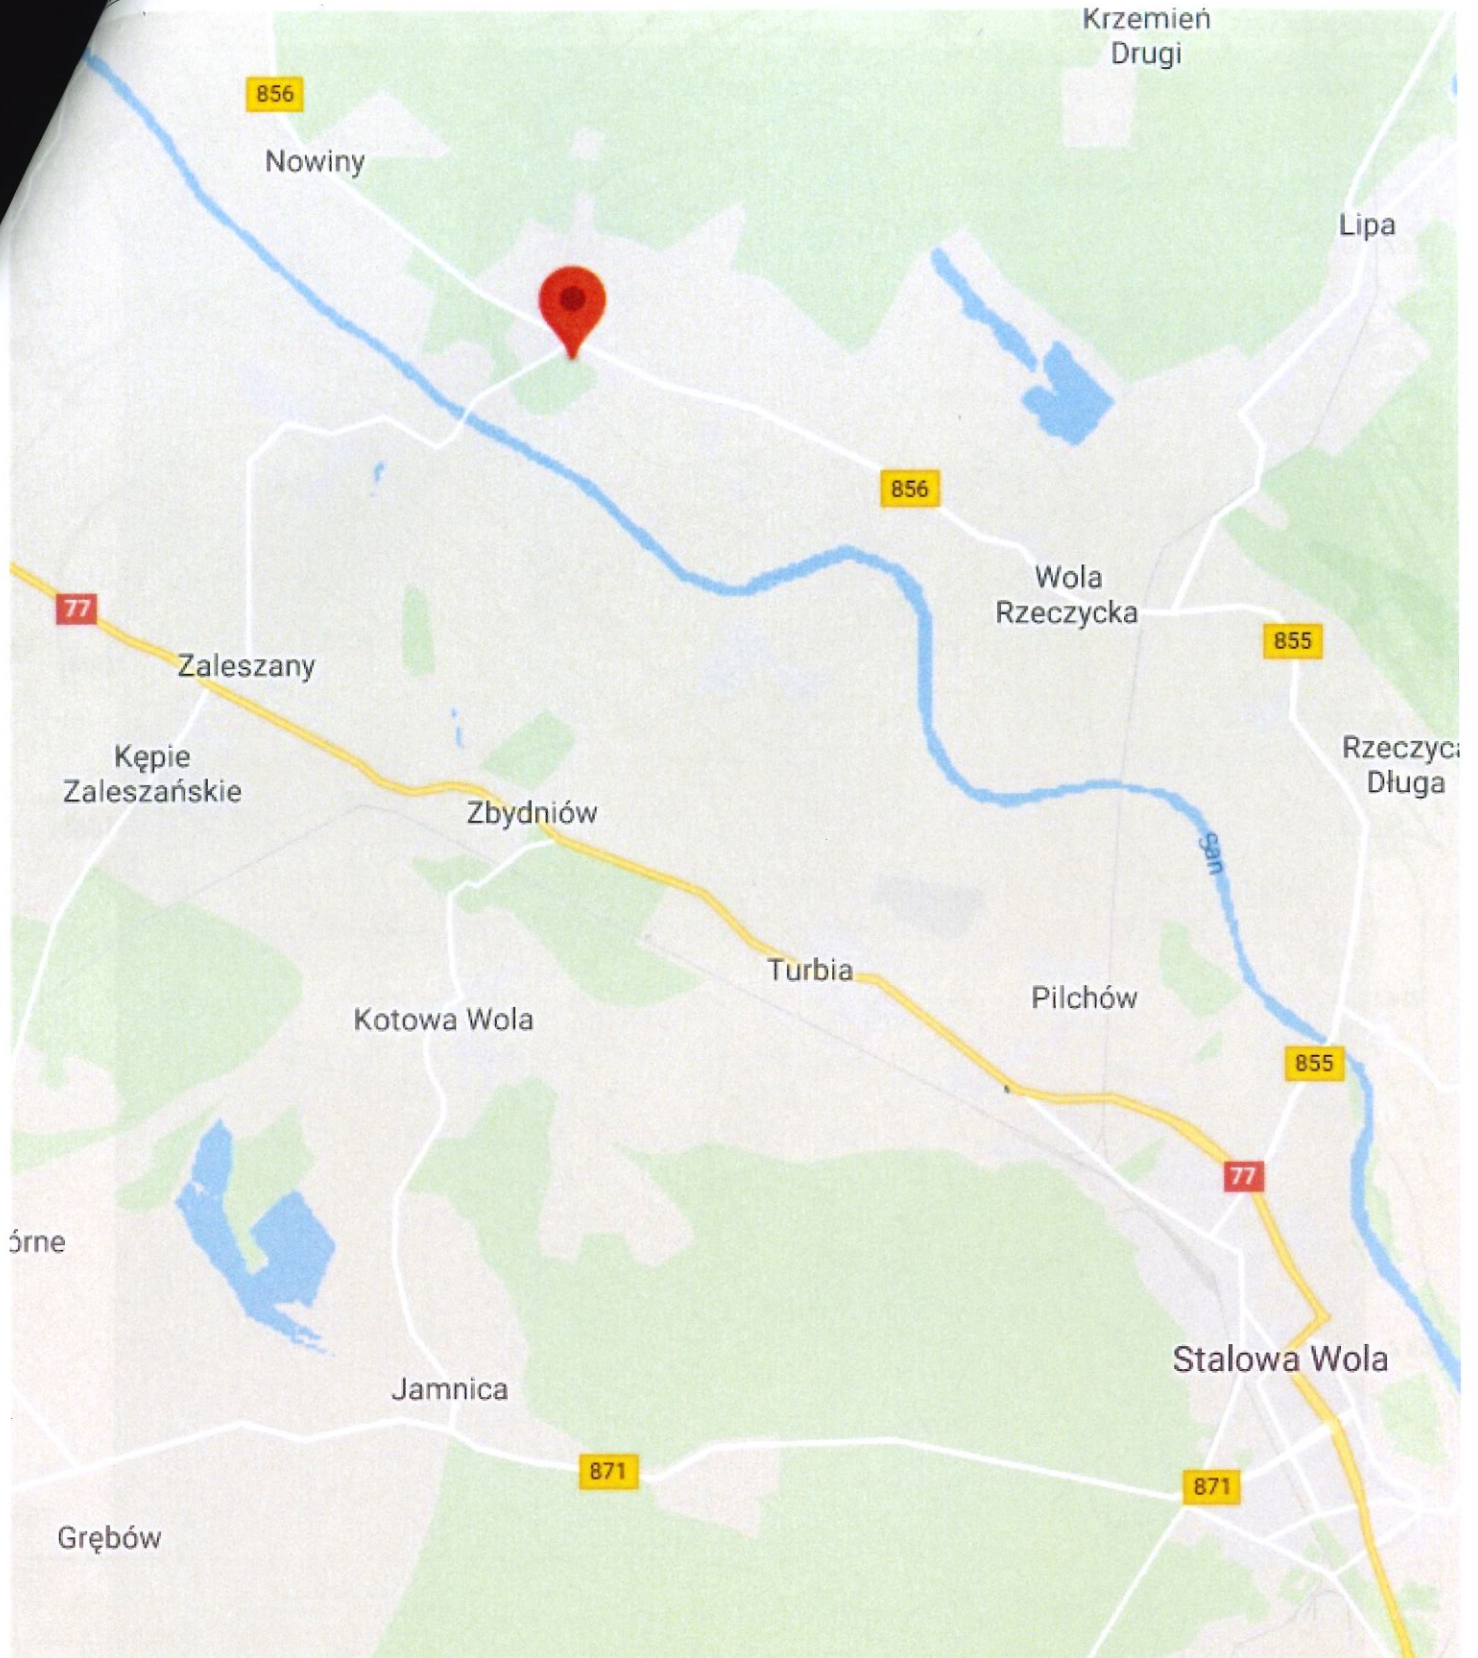 Krzemień
Drugi
856
Nowiny
Lipa
856
Wola
Rzeczycka
77
855
Zaleszany
Kępie
Zaleszańskie
Rzeczyca
Długa
Zbydniów
San
Turbia
Pilchów
Kotowa Wola
855
77
órne
Stalowa Wola
Jamnica
871
871
Grębów